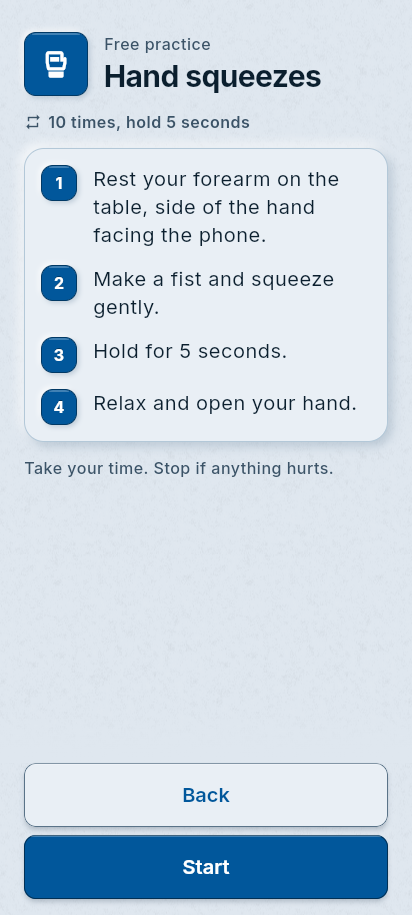 Free practice
Hand squeezes
10 times, hold 5 seconds
1 Rest your forearm on the
table, side of the hand
facing the phone.
2 Make a fist and squeeze
gently.
3 Hold for 5 seconds.
4 Relax and open your hand.
Take your time. Stop if anything hurts.
Back
Start